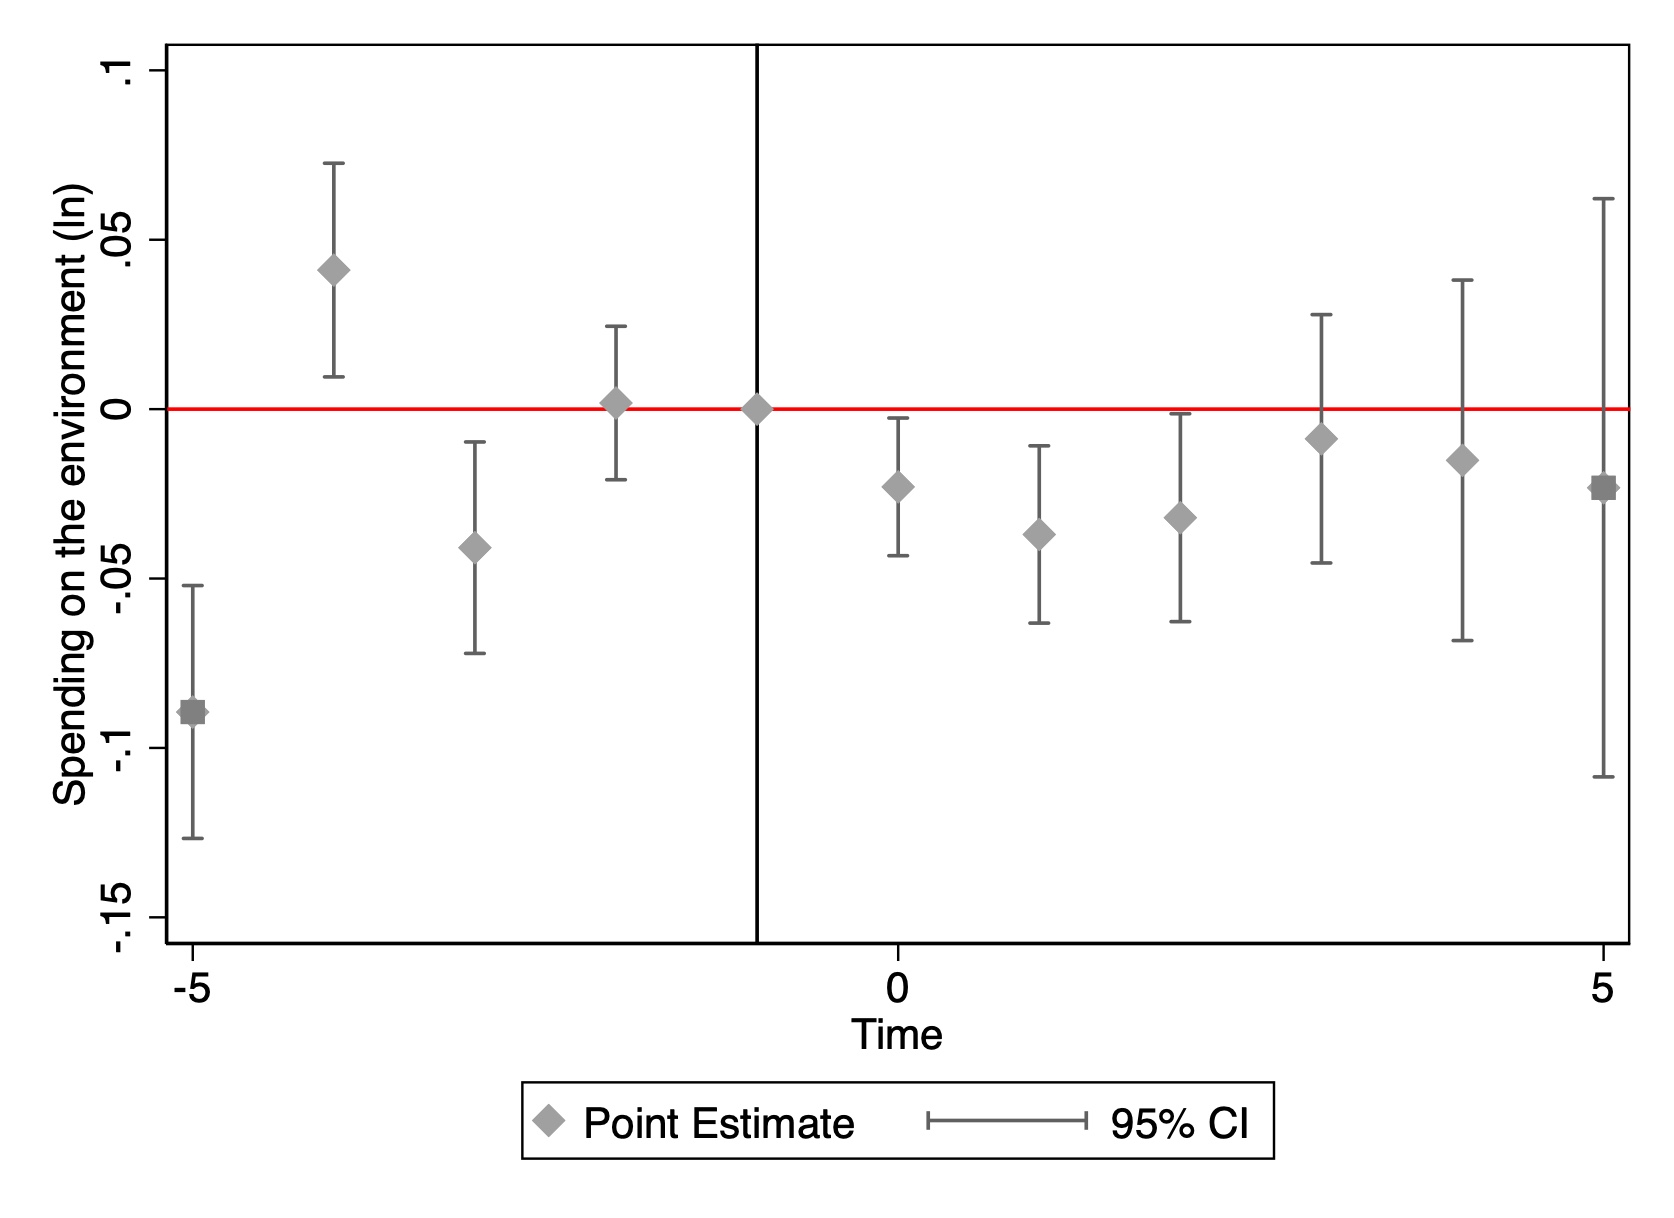 Spending on the environment (ln)
.1
.05
0
-.05
-.1
-.15
-5
0
5
Time
Point Estimate
95% CI